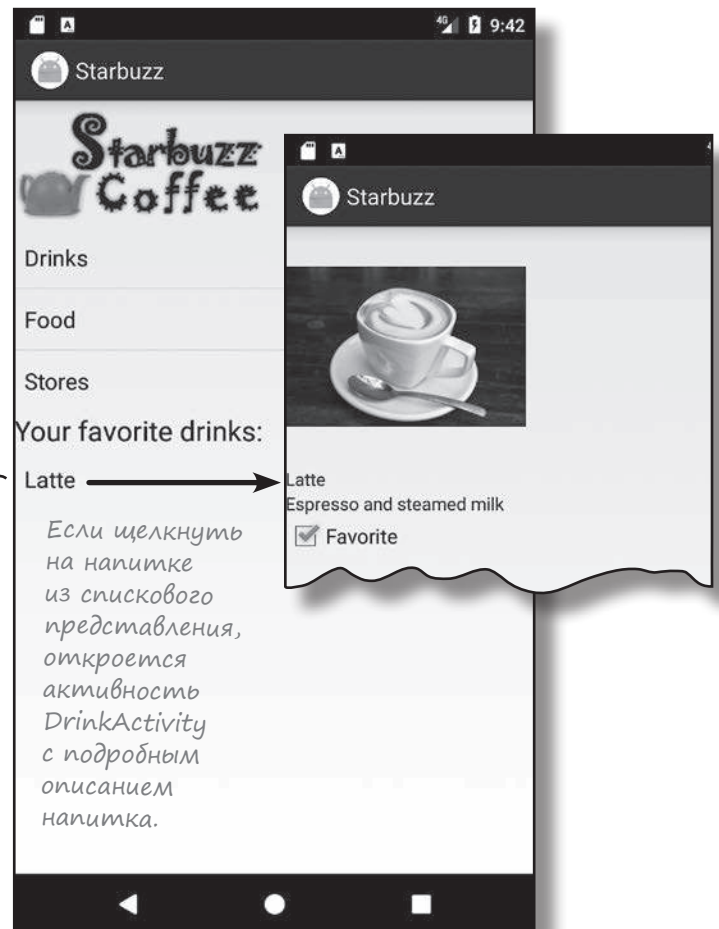 4G 9:42
Starbuzz
Starbuzz
Coffee
Drinks
Food
Stores
Your favorite drinks:
Latte
Если щелкнуть
на напитке
из спискового
представления,
откроется
активность
DrinkActivity
с подробным
описанием
напитка.
Starbuzz
Latte
Espresso and steamed milk
Favorite